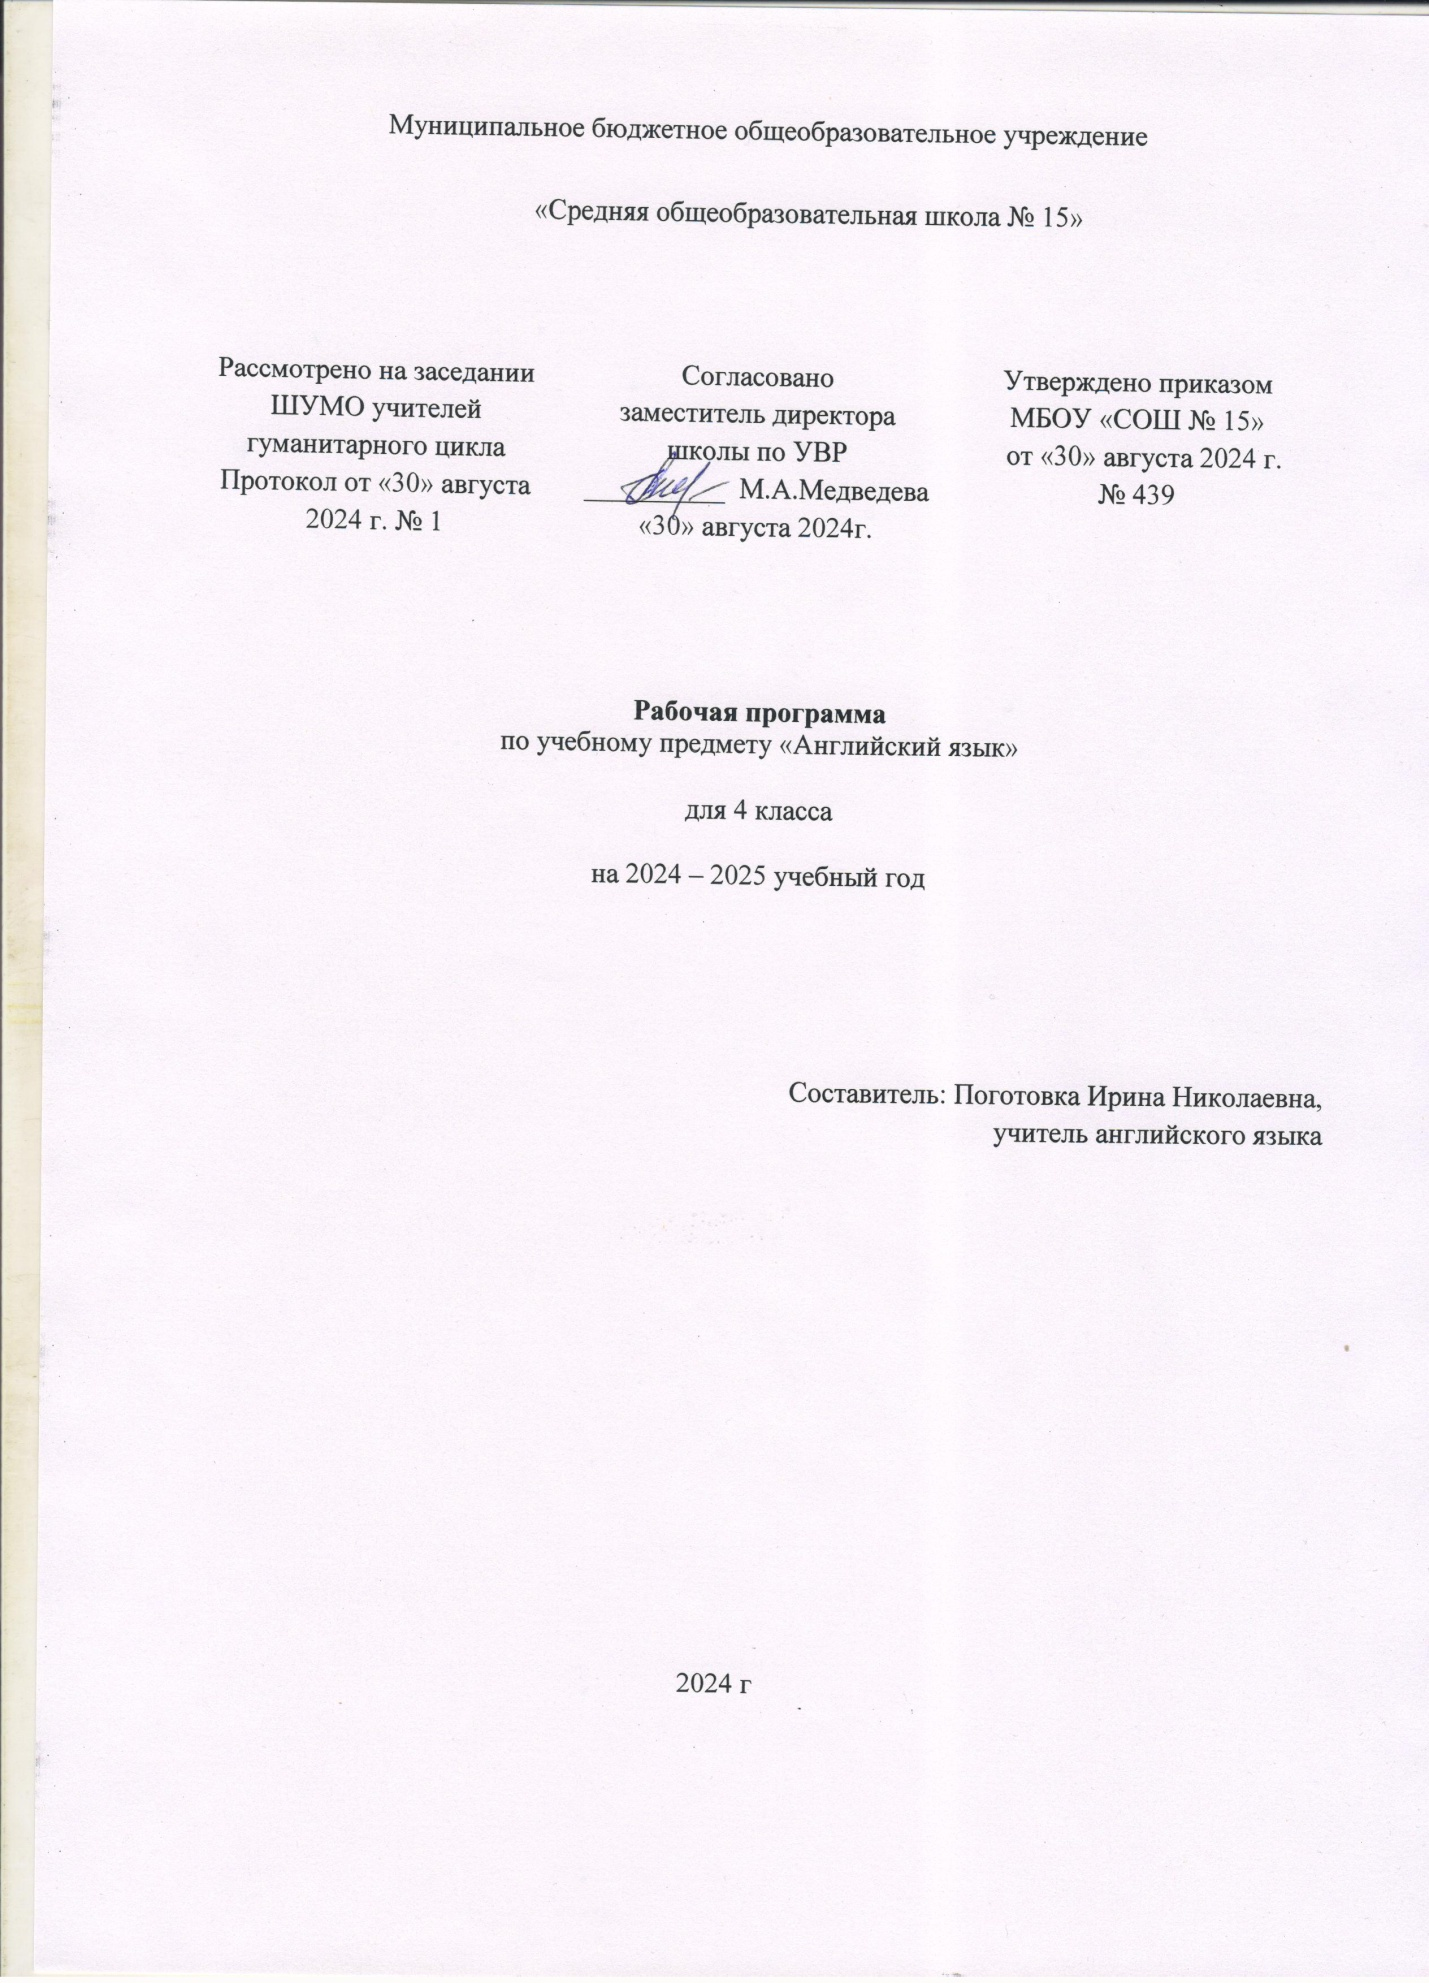 Муниципальное бюджетное общеобразовательное учреждение
«Средняя общеобразовательная школа № 15»
Рассмотрено на заседании
ШУМО учителей
гуманитарного цикла
Протокол от «30» августа
2024 г. № 1
Согласовано
заместитель директора
школы по УВР
____________ М.А.Медведева
«30» августа 2024г.
Утверждено приказом
МБОУ «СОШ № 15»
от «30» августа 2024 г.
№ 439
Рабочая программа
по учебному предмету «Английский язык»
для 4 класса
на 2024 – 2025 учебный год
Составитель: Поготовка Ирина Николаевна,
учитель английского языка
2024 г